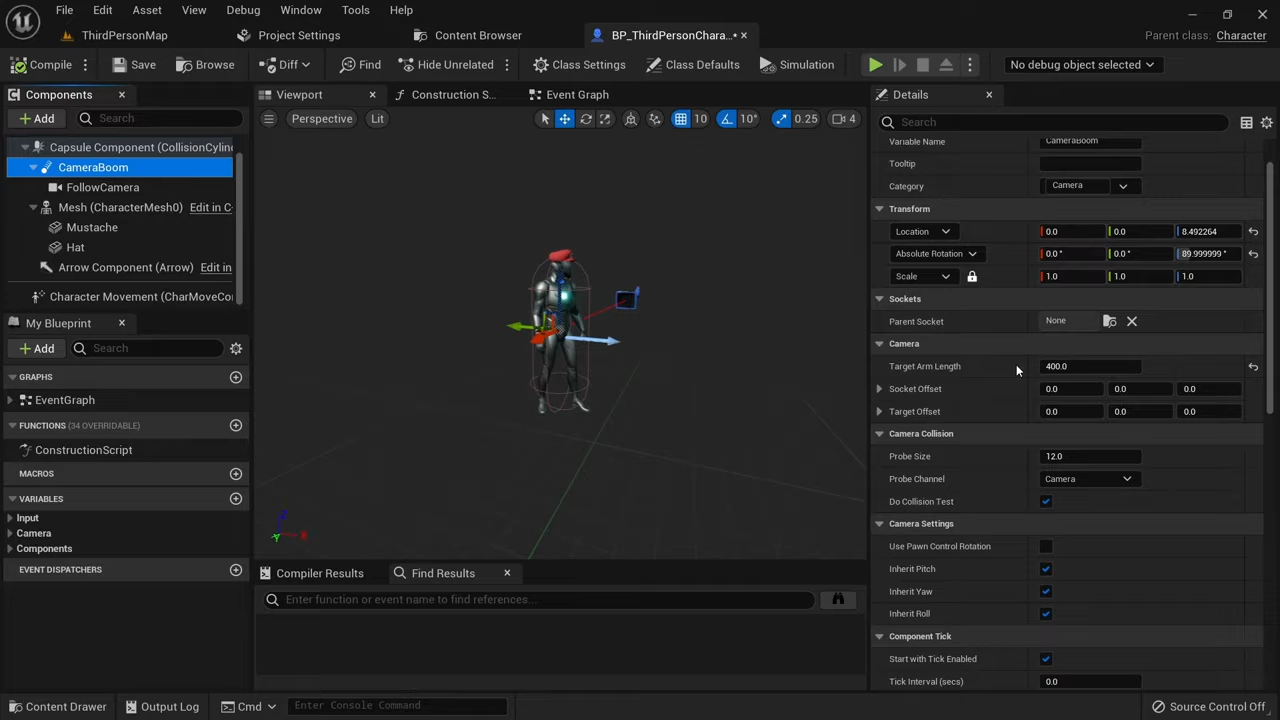 File Edit Asset View Debug Window Tools Help
ThirdPersonMap Project Settings Content Browser BP_ThirdPersonChara...* Parent class: Character
Compile Save Browse Diff Find Hide Unrelated Class Settings Class Defaults Simulation No debug object selected
Components
Add Search
Capsule Component (CollisionCylin
CameraBoom
FollowCamera
Mesh (CharacterMesh0) Edit in C
Mustache
Hat
Arrow Component (Arrow) Edit in
Character Movement (CharMoveCo
My Blueprint
Add Search
GRAPHS
EventGraph
FUNCTIONS (34 OVERRIDABLE)
ConstructionScript
MACROS
VARIABLES
Input
Camera
Components
EVENT DISPATCHERS
Viewport Construction S... Event Graph
Perspective Lit 10 10° 0.25 4
Z
X
Y
Compiler Results Find Results
Enter function or event name to find references...
Details
Search
Variable Name CameraBoom
Tooltip
Category Camera
Transform
Location 0.0 0.0 8.492264
Absolute Rotation 0.0° 0.0° 89.999999°
Scale 1.0 1.0 1.0
Sockets
Parent Socket None
Camera
Target Arm Length 400.0
Socket Offset 0.0 0.0 0.0
Target Offset 0.0 0.0 0.0
Camera Collision
Probe Size 12.0
Probe Channel Camera
Do Collision Test
Camera Settings
Use Pawn Control Rotation
Inherit Pitch
Inherit Yaw
Inherit Roll
Component Tick
Start with Tick Enabled
Tick Interval (secs) 0.0
Content Drawer Output Log Cmd Enter Console Command Source Control Off